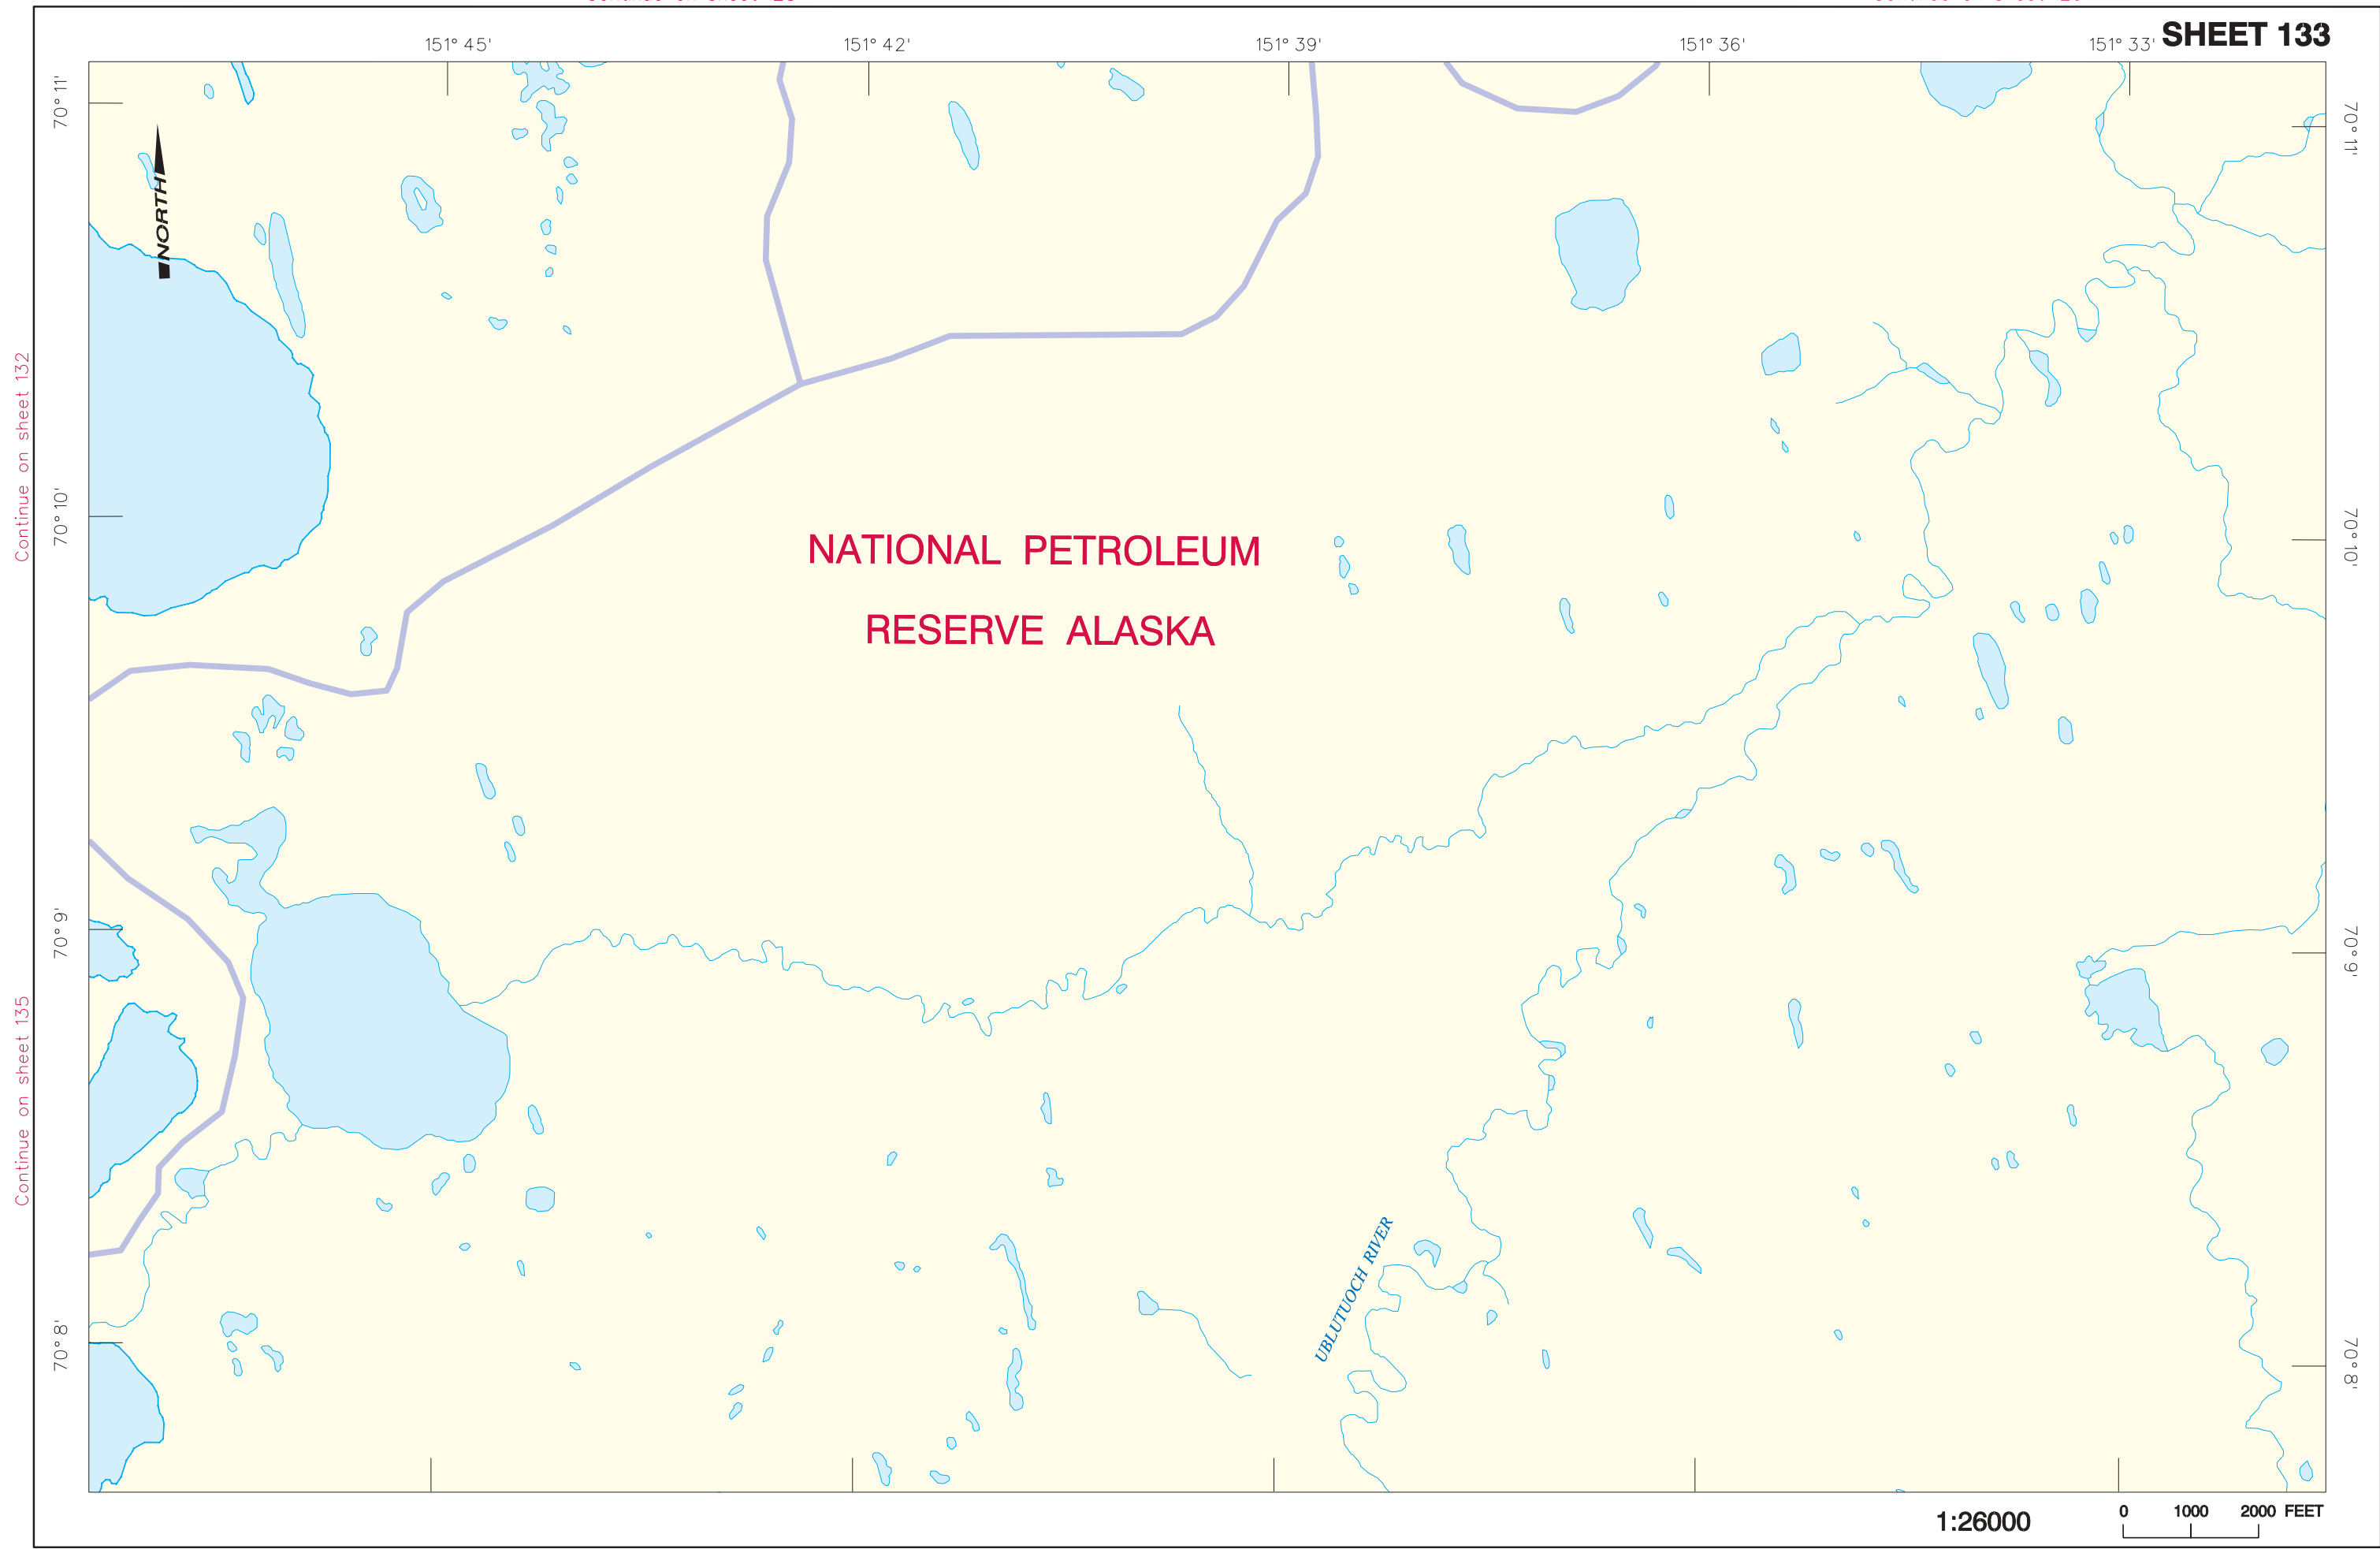 SHEET 133
151° 45'
151° 42'
151° 39'
151° 36'
151° 33'
70° 11'
70° 11'
NORTH
Continue on sheet 132
70° 10'
70° 10'
NATIONAL PETROLEUM
RESERVE ALASKA
70° 9'
70° 9'
Continue on sheet 135
UBLUTUOCH RIVER
70° 8'
70° 8'
1:26000
0 1000 2000 FEET